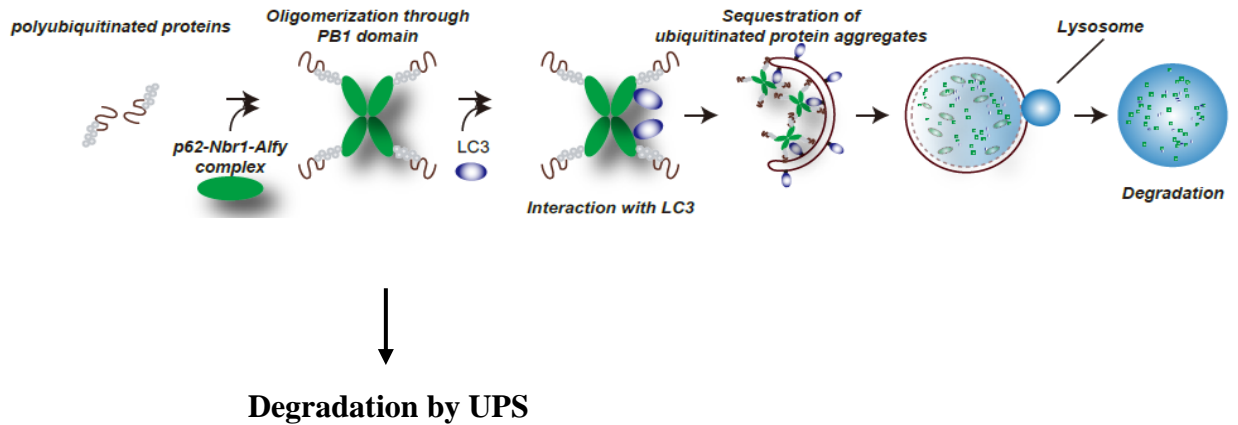 polyubiquitinated proteins
Oligomerization through
PB1 domain
Sequestration of
ubiquitinated protein aggregates
Lysosome
p62-Nbr1-Alfy
complex
LC3
Interaction with LC3
Degradation
Degradation by UPS